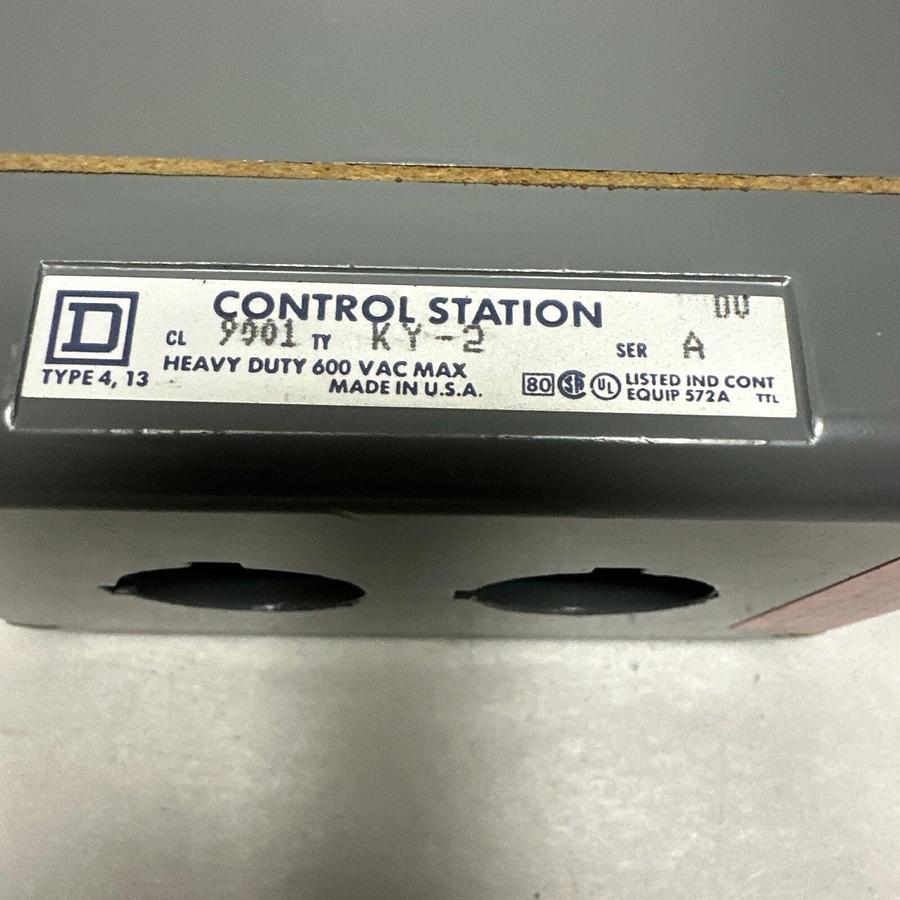 D
CONTROL STATION
CL 9001 TY KY-2 SER A
HEAVY DUTY 600 VAC MAX
TYPE 4, 13
MADE IN U.S.A.
80 UL LISTED IND CONT
EQUIP 572A TTL